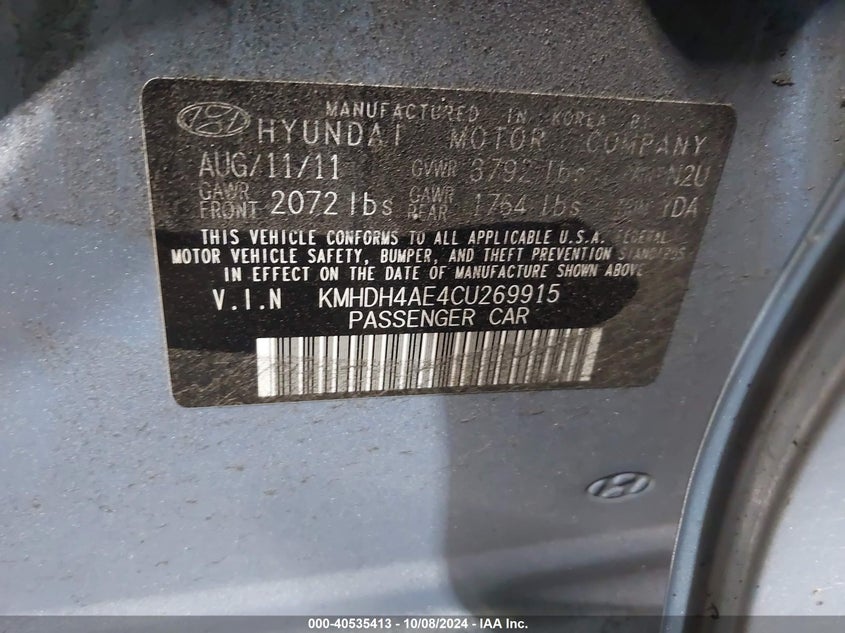 MANUFACTURED IN KOREA BY
HYUNDAI MOTOR COMPANY
AUG/11/11 GVWR 3792 lbs N2U
GAWR FRONT 2072 lbs GAWR REAR 1764 lbs YDA
THIS VEHICLE CONFORMS TO ALL APPLICABLE U.S.A. FEDERAL
MOTOR VEHICLE SAFETY, BUMPER, AND THEFT PREVENTION STANDARDS
IN EFFECT ON THE DATE OF MANUFACTURE SHOWN ABOVE
V.I.N KMHDH4AE4CU269915
PASSENGER CAR
000-40535413 - 10/08/2024 - IAA Inc.